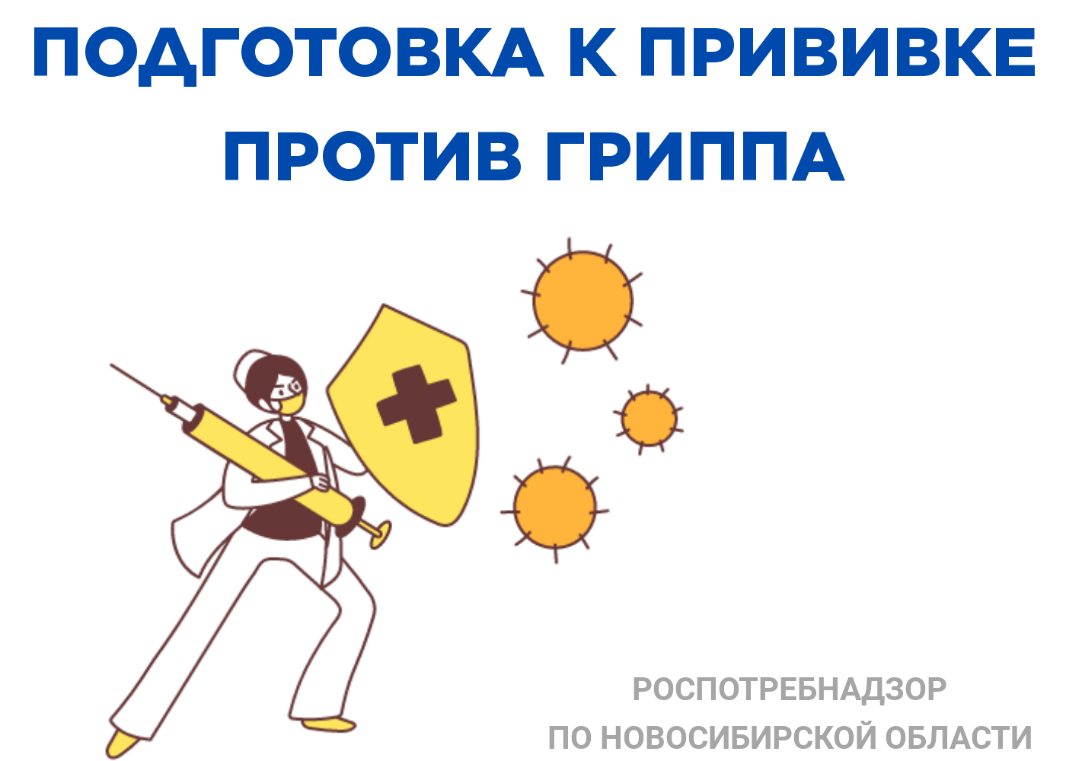 ПОДГОТОВКА К ПРИВИВКЕ
ПРОТИВ ГРИППА
РОСПОТРЕБНАДЗОР
ПО НОВОСИБИРСКОЙ ОБЛАСТИ